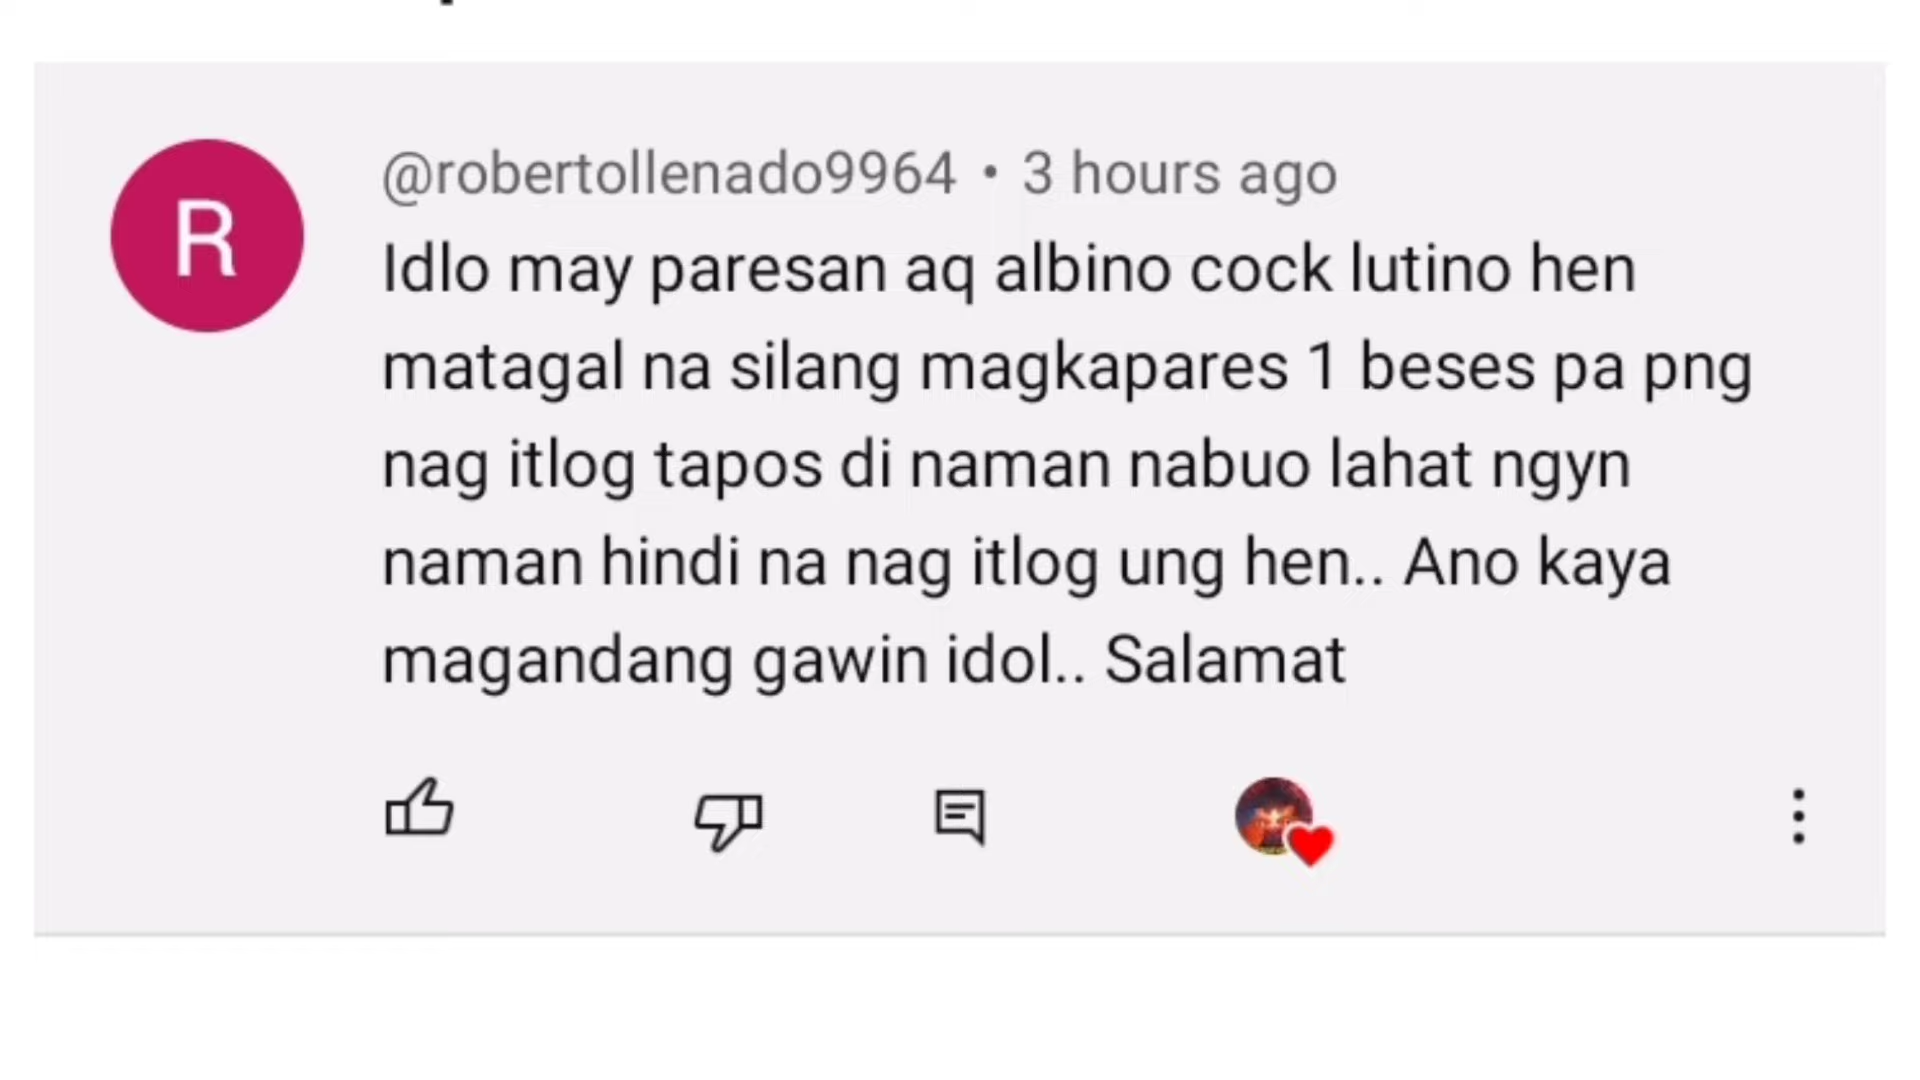 R
@robertollenado9964 • 3 hours ago
Idlo may paresan aq albino cock lutino hen
matagal na silang magkapares 1 beses pa png
nag itlog tapos di naman nabuo lahat ngyn
naman hindi na nag itlog ung hen.. Ano kaya
magandang gawin idol.. Salamat